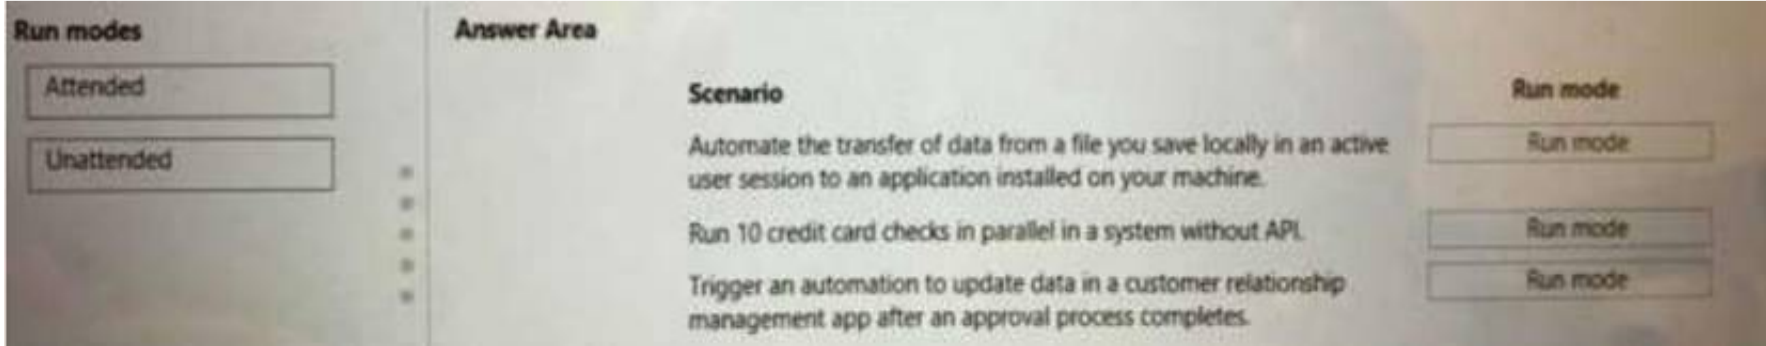 Run modes
Answer Area
Attended
Unattended
Scenario
Run mode
Automate the transfer of data from a file you save locally in an active
Run mode
user session to an application installed on your machine.
Run 10 credit card checks in parallel in a system without API.
Run mode
Trigger an automation to update data in a customer relationship
Run mode
management app after an approval process completes.